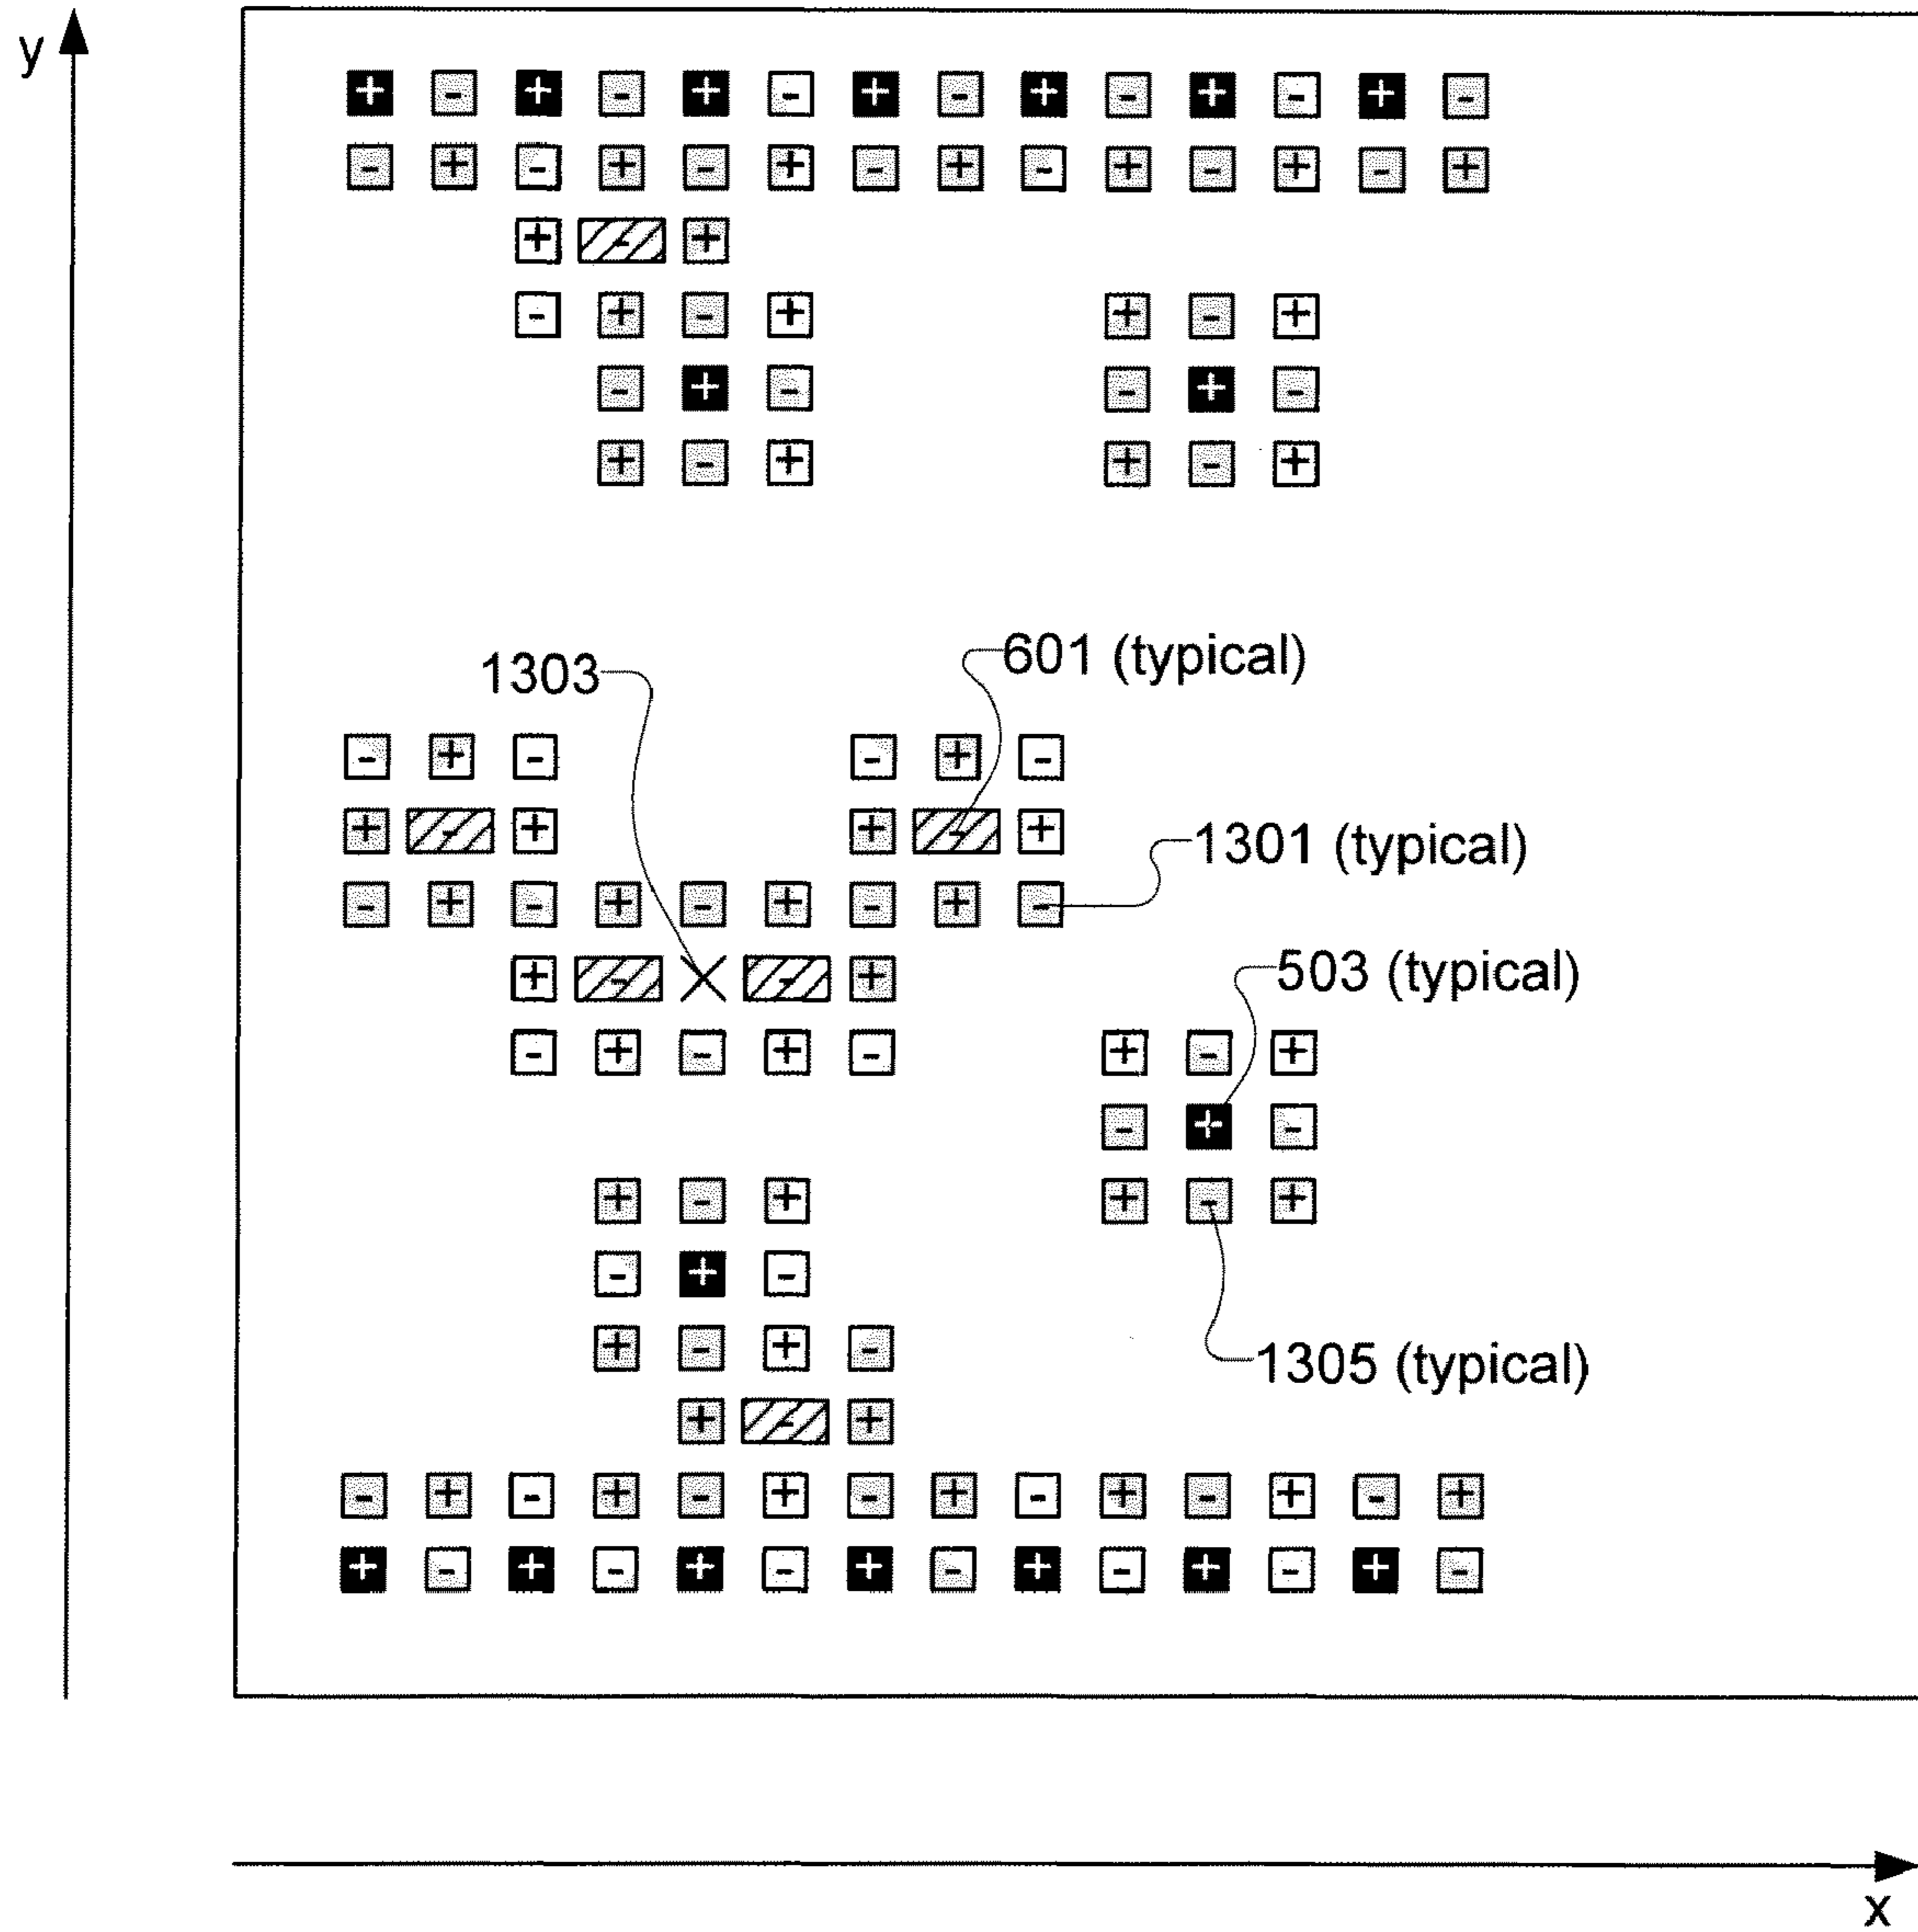 y
+ - + - + - + - + - + - + -
- + - + - + - + - + - + - +
+ - +
- + - + + - +
- + - - + -
+ - + + - +
601 (typical)
1303
- + - - + -
+ - + + - +
1301 (typical)
- + - + - + - + -
+ - - +
503 (typical)
- + - + - + - +
- + -
+ - + + - +
- + -
+ - + -
1305 (typical)
+ - +
- + - + - + - + - + - + - +
+ - + - + - + - + - + - + -
x